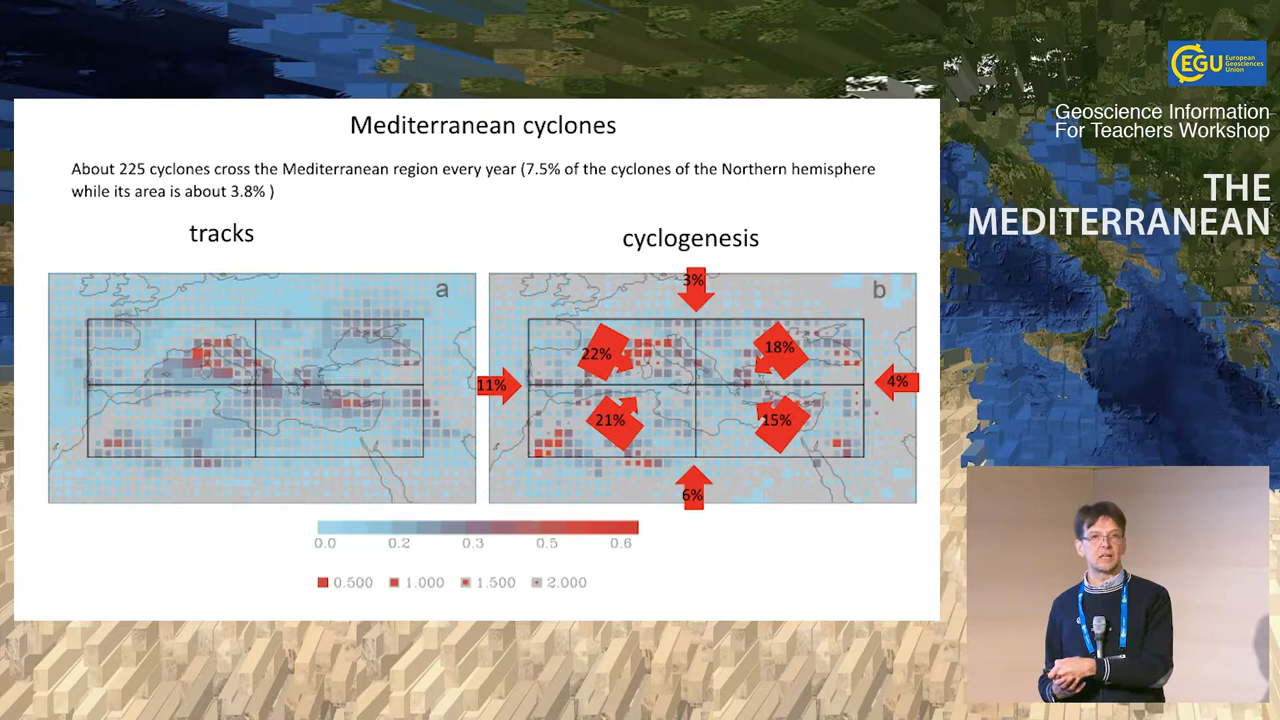 EGU European
Geosciences
Union
Geoscience Information
For Teachers Workshop
THE
MEDITERRANEAN
Mediterranean cyclones
About 225 cyclones cross the Mediterranean region every year (7.5% of the cyclones of the Northern hemisphere
while its area is about 3.8% )
tracks
cyclogenesis
a
b
3%
22%
18%
11%
4%
21%
15%
6%
0.0 0.2 0.3 0.5 0.6
0.500 1.000 1.500 2.000